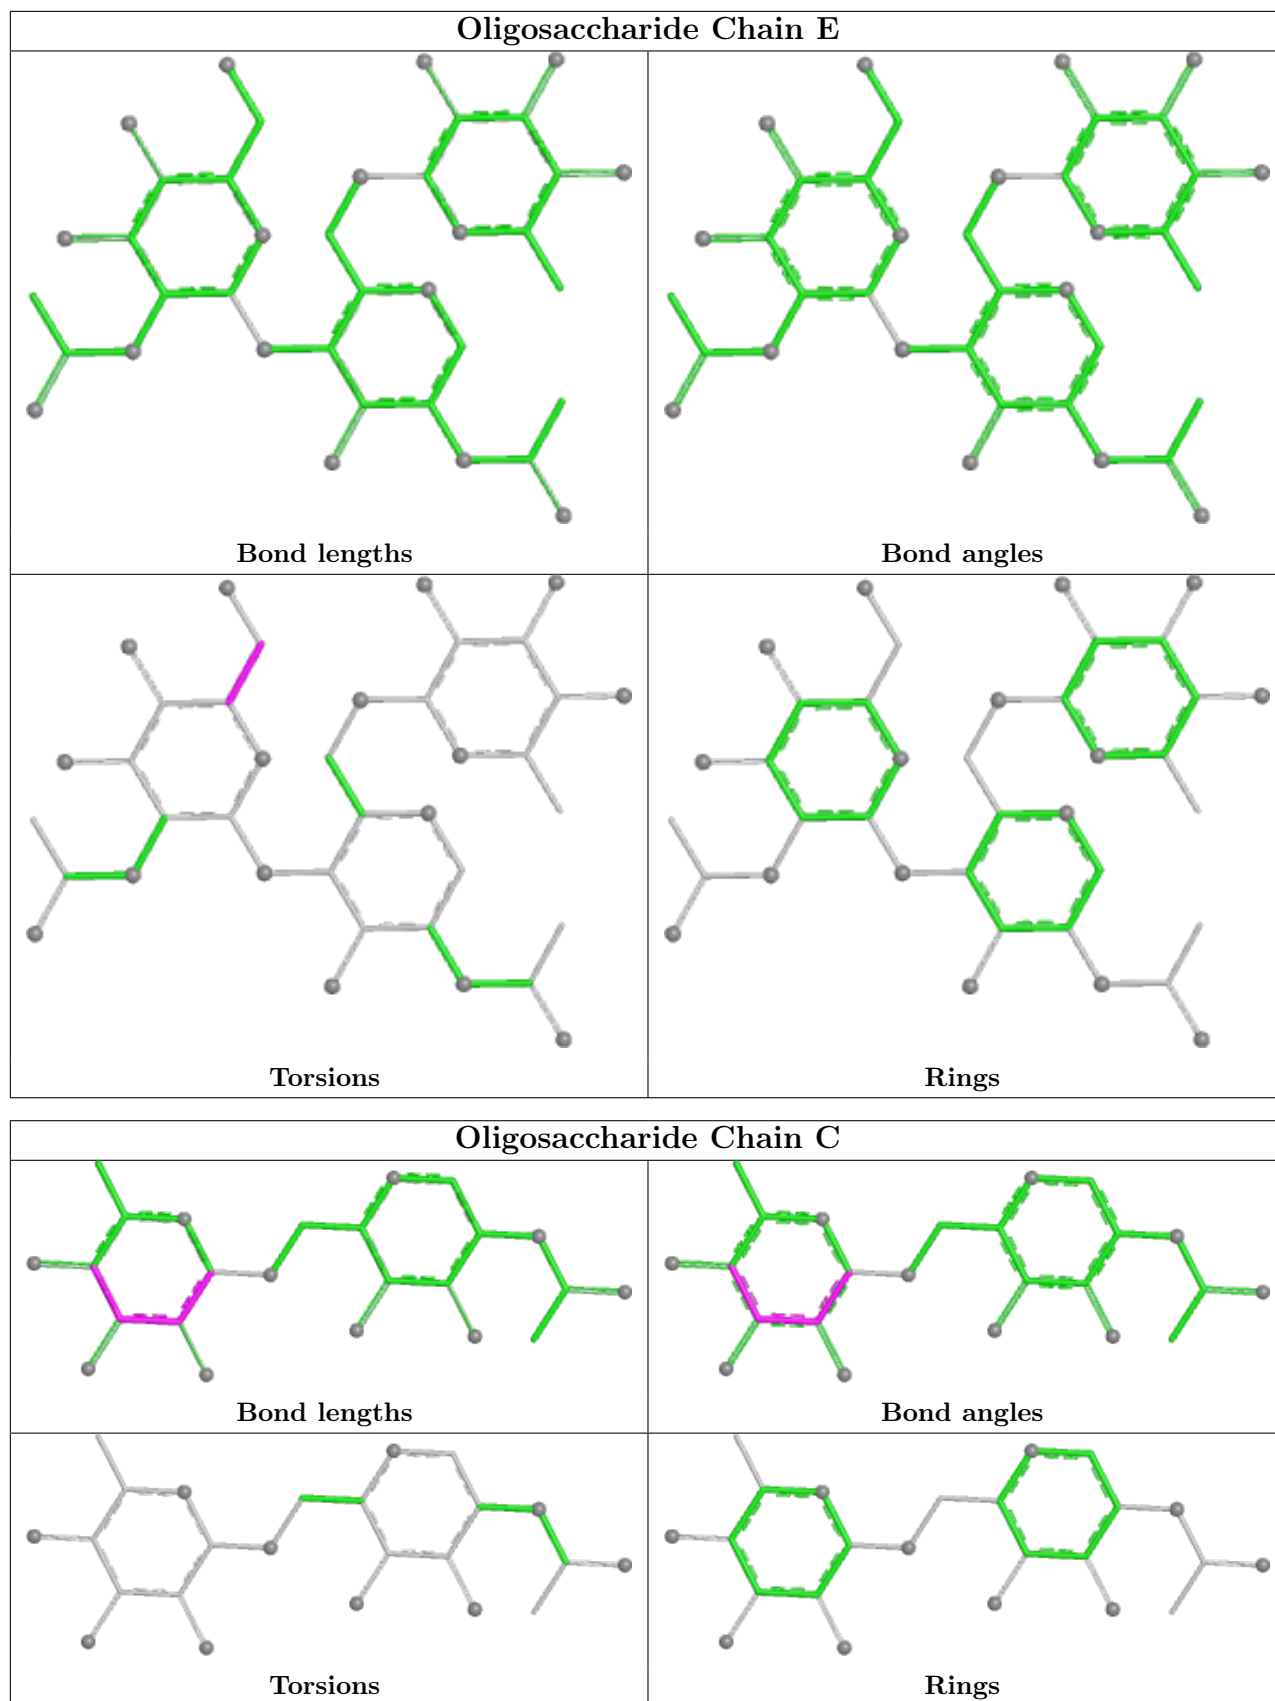 Oligosaccharide Chain E
Bond lengths
Bond angles
Torsions
Rings
Oligosaccharide Chain C
Bond lengths
Bond angles
Torsions
Rings